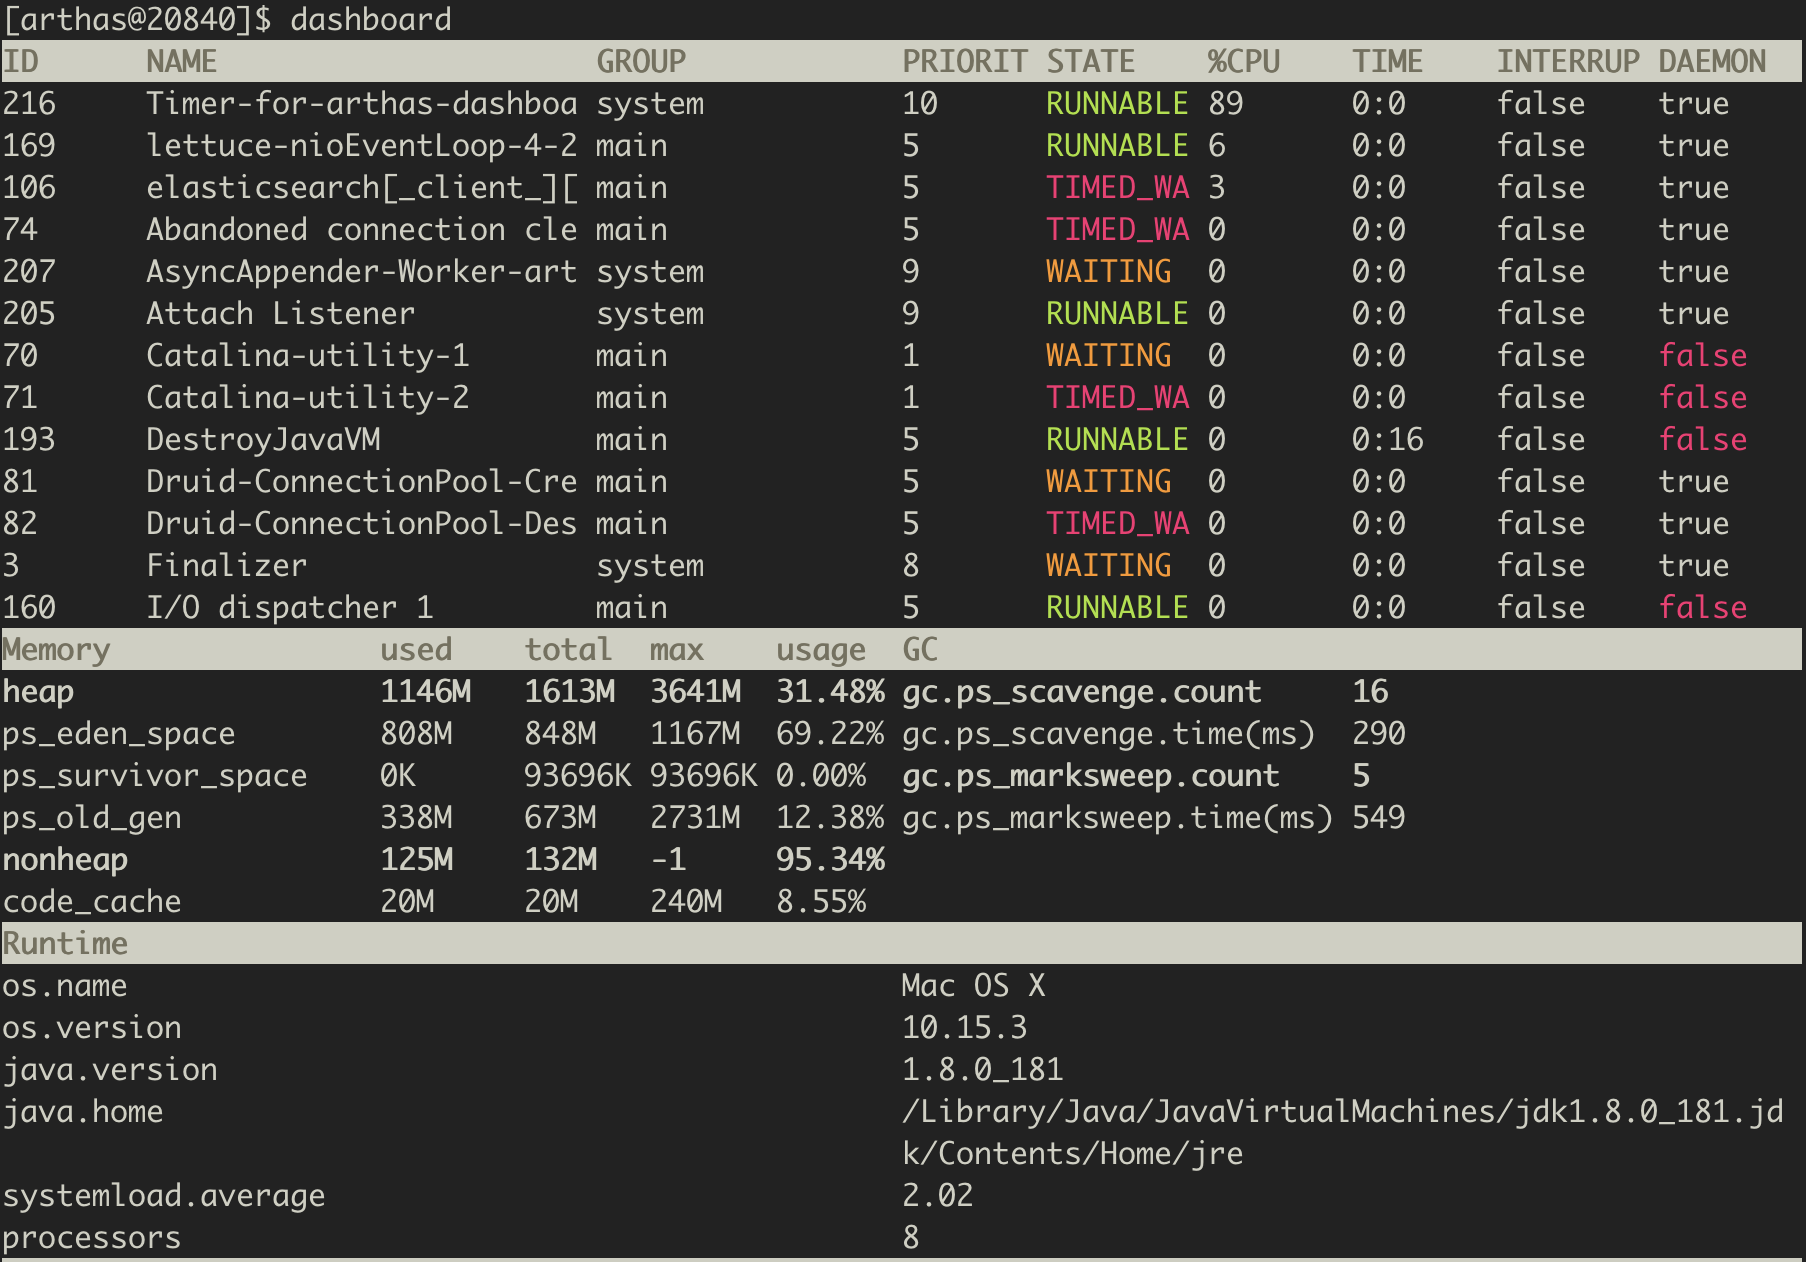 [arthas@20840]$ dashboard
ID NAME GROUP PRIORIT STATE %CPU TIME INTERRUP DAEMON
216 Timer-for-arthas-dashboa system 10 RUNNABLE 89 0:0 false true
169 lettuce-nioEventLoop-4-2 main 5 RUNNABLE 6 0:0 false true
106 elasticsearch[_client_][ main 5 TIMED_WA 3 0:0 false true
74 Abandoned connection cle main 5 TIMED_WA 0 0:0 false true
207 AsyncAppender-Worker-art system 9 WAITING 0 0:0 false true
205 Attach Listener system 9 RUNNABLE 0 0:0 false true
70 Catalina-utility-1 main 1 WAITING 0 0:0 false false
71 Catalina-utility-2 main 1 TIMED_WA 0 0:0 false false
193 DestroyJavaVM main 5 RUNNABLE 0 0:16 false false
81 Druid-ConnectionPool-Cre main 5 WAITING 0 0:0 false true
82 Druid-ConnectionPool-Des main 5 TIMED_WA 0 0:0 false true
3 Finalizer system 8 WAITING 0 0:0 false true
160 I/O dispatcher 1 main 5 RUNNABLE 0 0:0 false false
Memory used total max usage GC
heap 1146M 1613M 3641M 31.48% gc.ps_scavenge.count 16
ps_eden_space 808M 848M 1167M 69.22% gc.ps_scavenge.time(ms) 290
ps_survivor_space 0K 93696K 93696K 0.00% gc.ps_marksweep.count 5
ps_old_gen 338M 673M 2731M 12.38% gc.ps_marksweep.time(ms) 549
nonheap 125M 132M -1 95.34%
code_cache 20M 20M 240M 8.55%
Runtime
os.name Mac OS X
os.version 10.15.3
java.version 1.8.0_181
java.home /Library/Java/JavaVirtualMachines/jdk1.8.0_181.jd
k/Contents/Home/jre
systemload.average 2.02
processors 8